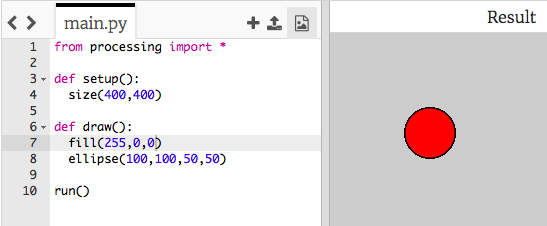 main.py
Result
1 from processing import *
2
3 def setup():
4   size(400,400)
5
6 def draw():
7   fill(255,0,0)
8   ellipse(100,100,50,50)
9
10 run()